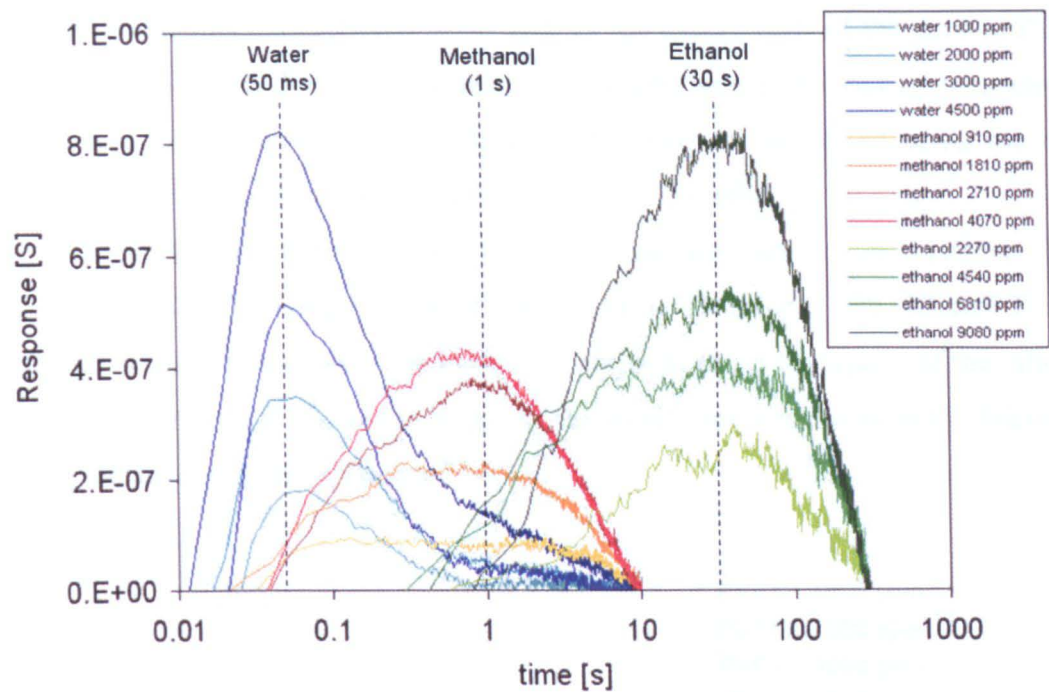 1.E-06
8.E-07
6.E-07
4.E-07
2.E-07
0.E+00
Response [S]
Water
(50 ms)
Methanol
(1 s)
Ethanol
(30 s)
water 1000 ppm
water 2000 ppm
water 3000 ppm
water 4500 ppm
methanol 910 ppm
methanol 1810 ppm
methanol 2710 ppm
methanol 4070 ppm
ethanol 2270 ppm
ethanol 4540 ppm
ethanol 6810 ppm
ethanol 9080 ppm
0.01 0.1 1 10 100 1000
time [s]